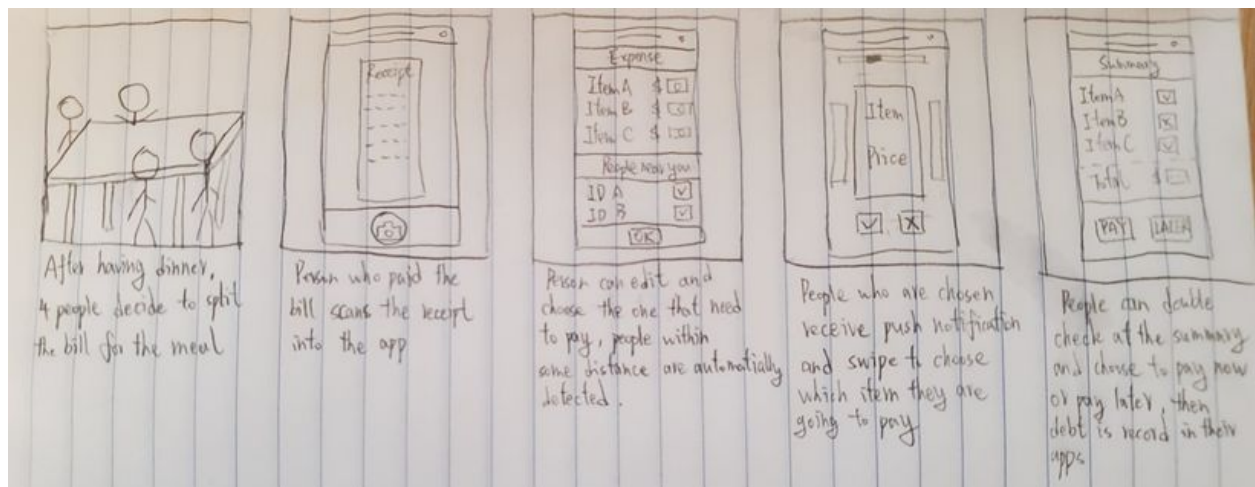 After having dinner,
4 people decide to split
the bill for the meal
Receipt
Person who paid the
bill scans the receipt
into the app
Expense
Item A $
Item B $
Item C $
People near you
ID A
ID B
OK
Person can edit and
choose the one that need
to pay, people within
some distance are automatially
detected.
Item
Price
People who are chosen
receive push notification
and swipe to choose
which item they are
going to pay
Summary
Item A
Item B
Item C
Total $
PAY LATER
People can double
check at the summary
and choose to pay now
or pay later, then
debt is record in their
apps